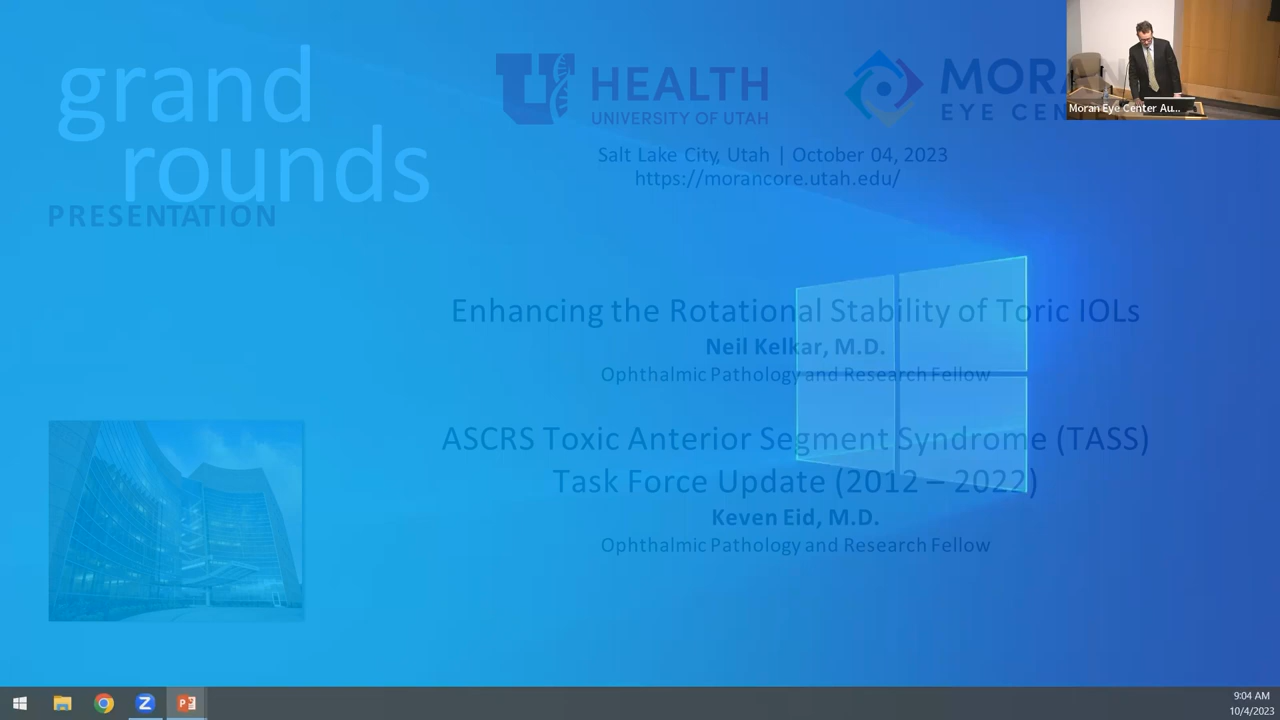 grand
rounds
PRESENTATION
U HEALTH
UNIVERSITY OF UTAH
MORA
EYE CEN
Salt Lake City, Utah | October 04, 2023
https://morancore.utah.edu/
Moran Eye Center Au...
Enhancing the Rotational Stability of Toric IOLs
Neil Kelkar, M.D.
Ophthalmic Pathology and Research Fellow
ASCRS Toxic Anterior Segment Syndrome (TASS)
Task Force Update (2012 – 2022)
Keven Eid, M.D.
Ophthalmic Pathology and Research Fellow
9:04 AM
10/4/2023